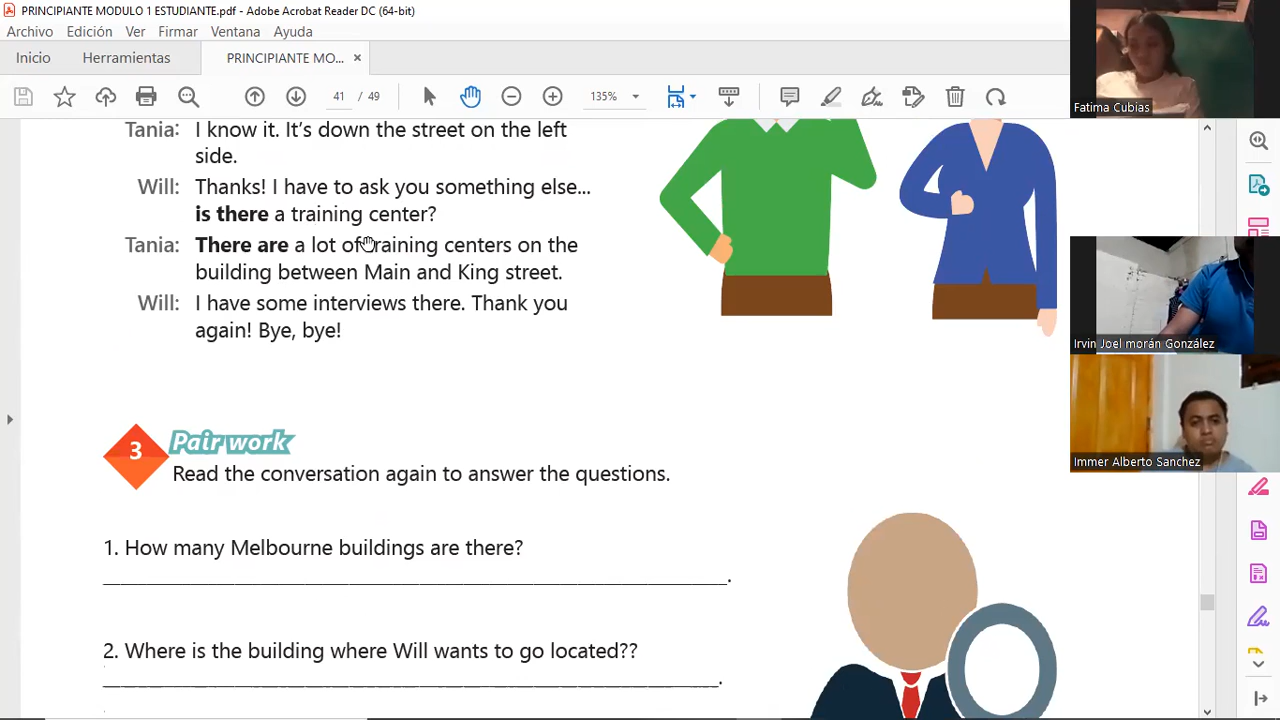 PRINCIPIANTE MODULO 1 ESTUDIANTE.pdf - Adobe Acrobat Reader DC (64-bit)
Archivo Edición Ver Firmar Ventana Ayuda
Inicio Herramientas PRINCIPIANTE MO... ×
41 / 49 135%
Tania: I know it. It's down the street on the left
side.
Will: Thanks! I have to ask you something else...
is there a training center?
Tania: There are a lot of training centers on the
building between Main and King street.
Will: I have some interviews there. Thank you
again! Bye, bye!
3 Pair work
Read the conversation again to answer the questions.
1. How many Melbourne buildings are there?
2. Where is the building where Will wants to go located??
Fatima Cubias
Irvin Joel morán González
Immer Alberto Sanchez